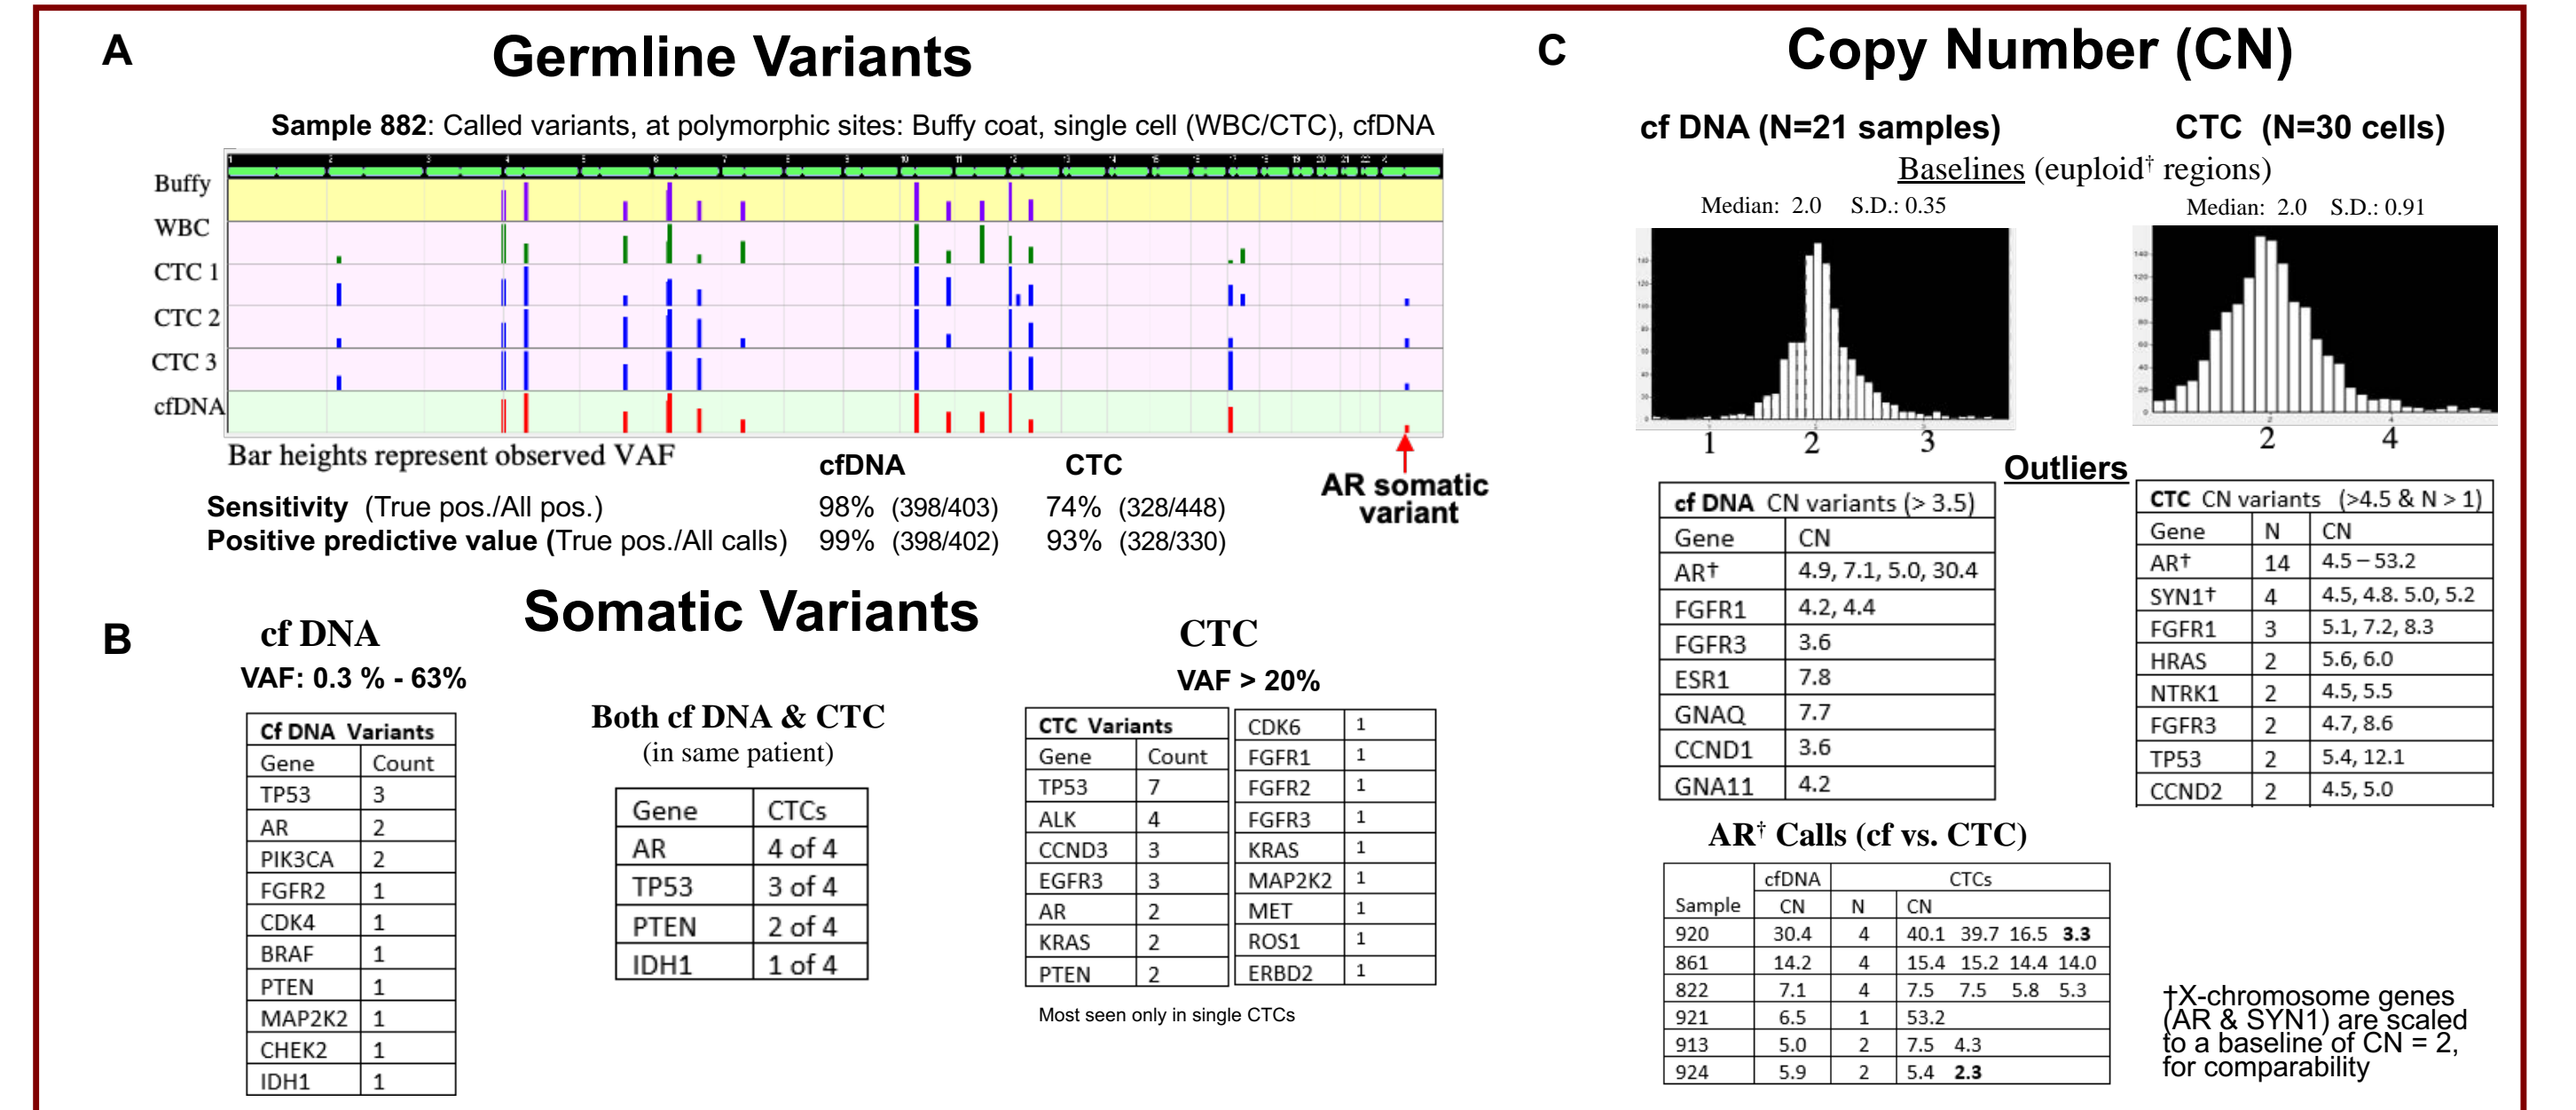 A
Germline Variants
Sample 882: Called variants, at polymorphic sites: Buffy coat, single cell (WBC/CTC), cfDNA
Buffy
WBC
CTC 1
CTC 2
CTC 3
cfDNA
Bar heights represent observed VAF
AR somatic
variant
cfDNA CTC
Sensitivity (True pos./All pos.) 98% (398/403) 74% (328/448)
Positive predictive value (True pos./All calls) 99% (398/402) 93% (328/330)
B
Somatic Variants
cf DNA
VAF: 0.3 % - 63%
Cf DNA Variants
Gene Count
TP53 3
AR 2
PIK3CA 2
FGFR2 1
CDK4 1
BRAF 1
PTEN 1
MAP2K2 1
CHEK2 1
IDH1 1
Both cf DNA & CTC
(in same patient)
Gene CTCs
AR 4 of 4
TP53 3 of 4
PTEN 2 of 4
IDH1 1 of 4
CTC
VAF > 20%
CTC Variants
Gene Count
TP53 7
ALK 4
CCND3 3
EGFR3 3
AR 2
KRAS 2
PTEN 2
CDK6 1
FGFR1 1
FGFR2 1
FGFR3 1
KRAS 1
MAP2K2 1
MET 1
ROS1 1
ERBD2 1
Most seen only in single CTCs
C
Copy Number (CN)
cf DNA (N=21 samples) CTC (N=30 cells)
Baselines (euploid† regions)
Median: 2.0 S.D.: 0.35
Median: 2.0 S.D.: 0.91
1 2 3
2 4
Outliers
cf DNA CN variants (> 3.5)
Gene CN
AR† 4.9, 7.1, 5.0, 30.4
FGFR1 4.2, 4.4
FGFR3 3.6
ESR1 7.8
GNAQ 7.7
CCND1 3.6
GNA11 4.2
CTC CN variants (>4.5 & N > 1)
Gene N CN
AR† 14 4.5 – 53.2
SYN1† 4 4.5, 4.8. 5.0, 5.2
FGFR1 3 5.1, 7.2, 8.3
HRAS 2 5.6, 6.0
NTRK1 2 4.5, 5.5
FGFR3 2 4.7, 8.6
TP53 2 5.4, 12.1
CCND2 2 4.5, 5.0
AR† Calls (cf vs. CTC)
cfDNA CTCs
Sample CN N CN
920 30.4 4 40.1 39.7 16.5 3.3
861 14.2 4 15.4 15.2 14.4 14.0
822 7.1 4 7.5 7.5 5.8 5.3
921 6.5 1 53.2
913 5.0 2 7.5 4.3
924 5.9 2 5.4 2.3
†X-chromosome genes
(AR & SYN1) are scaled
to a baseline of CN = 2,
for comparability